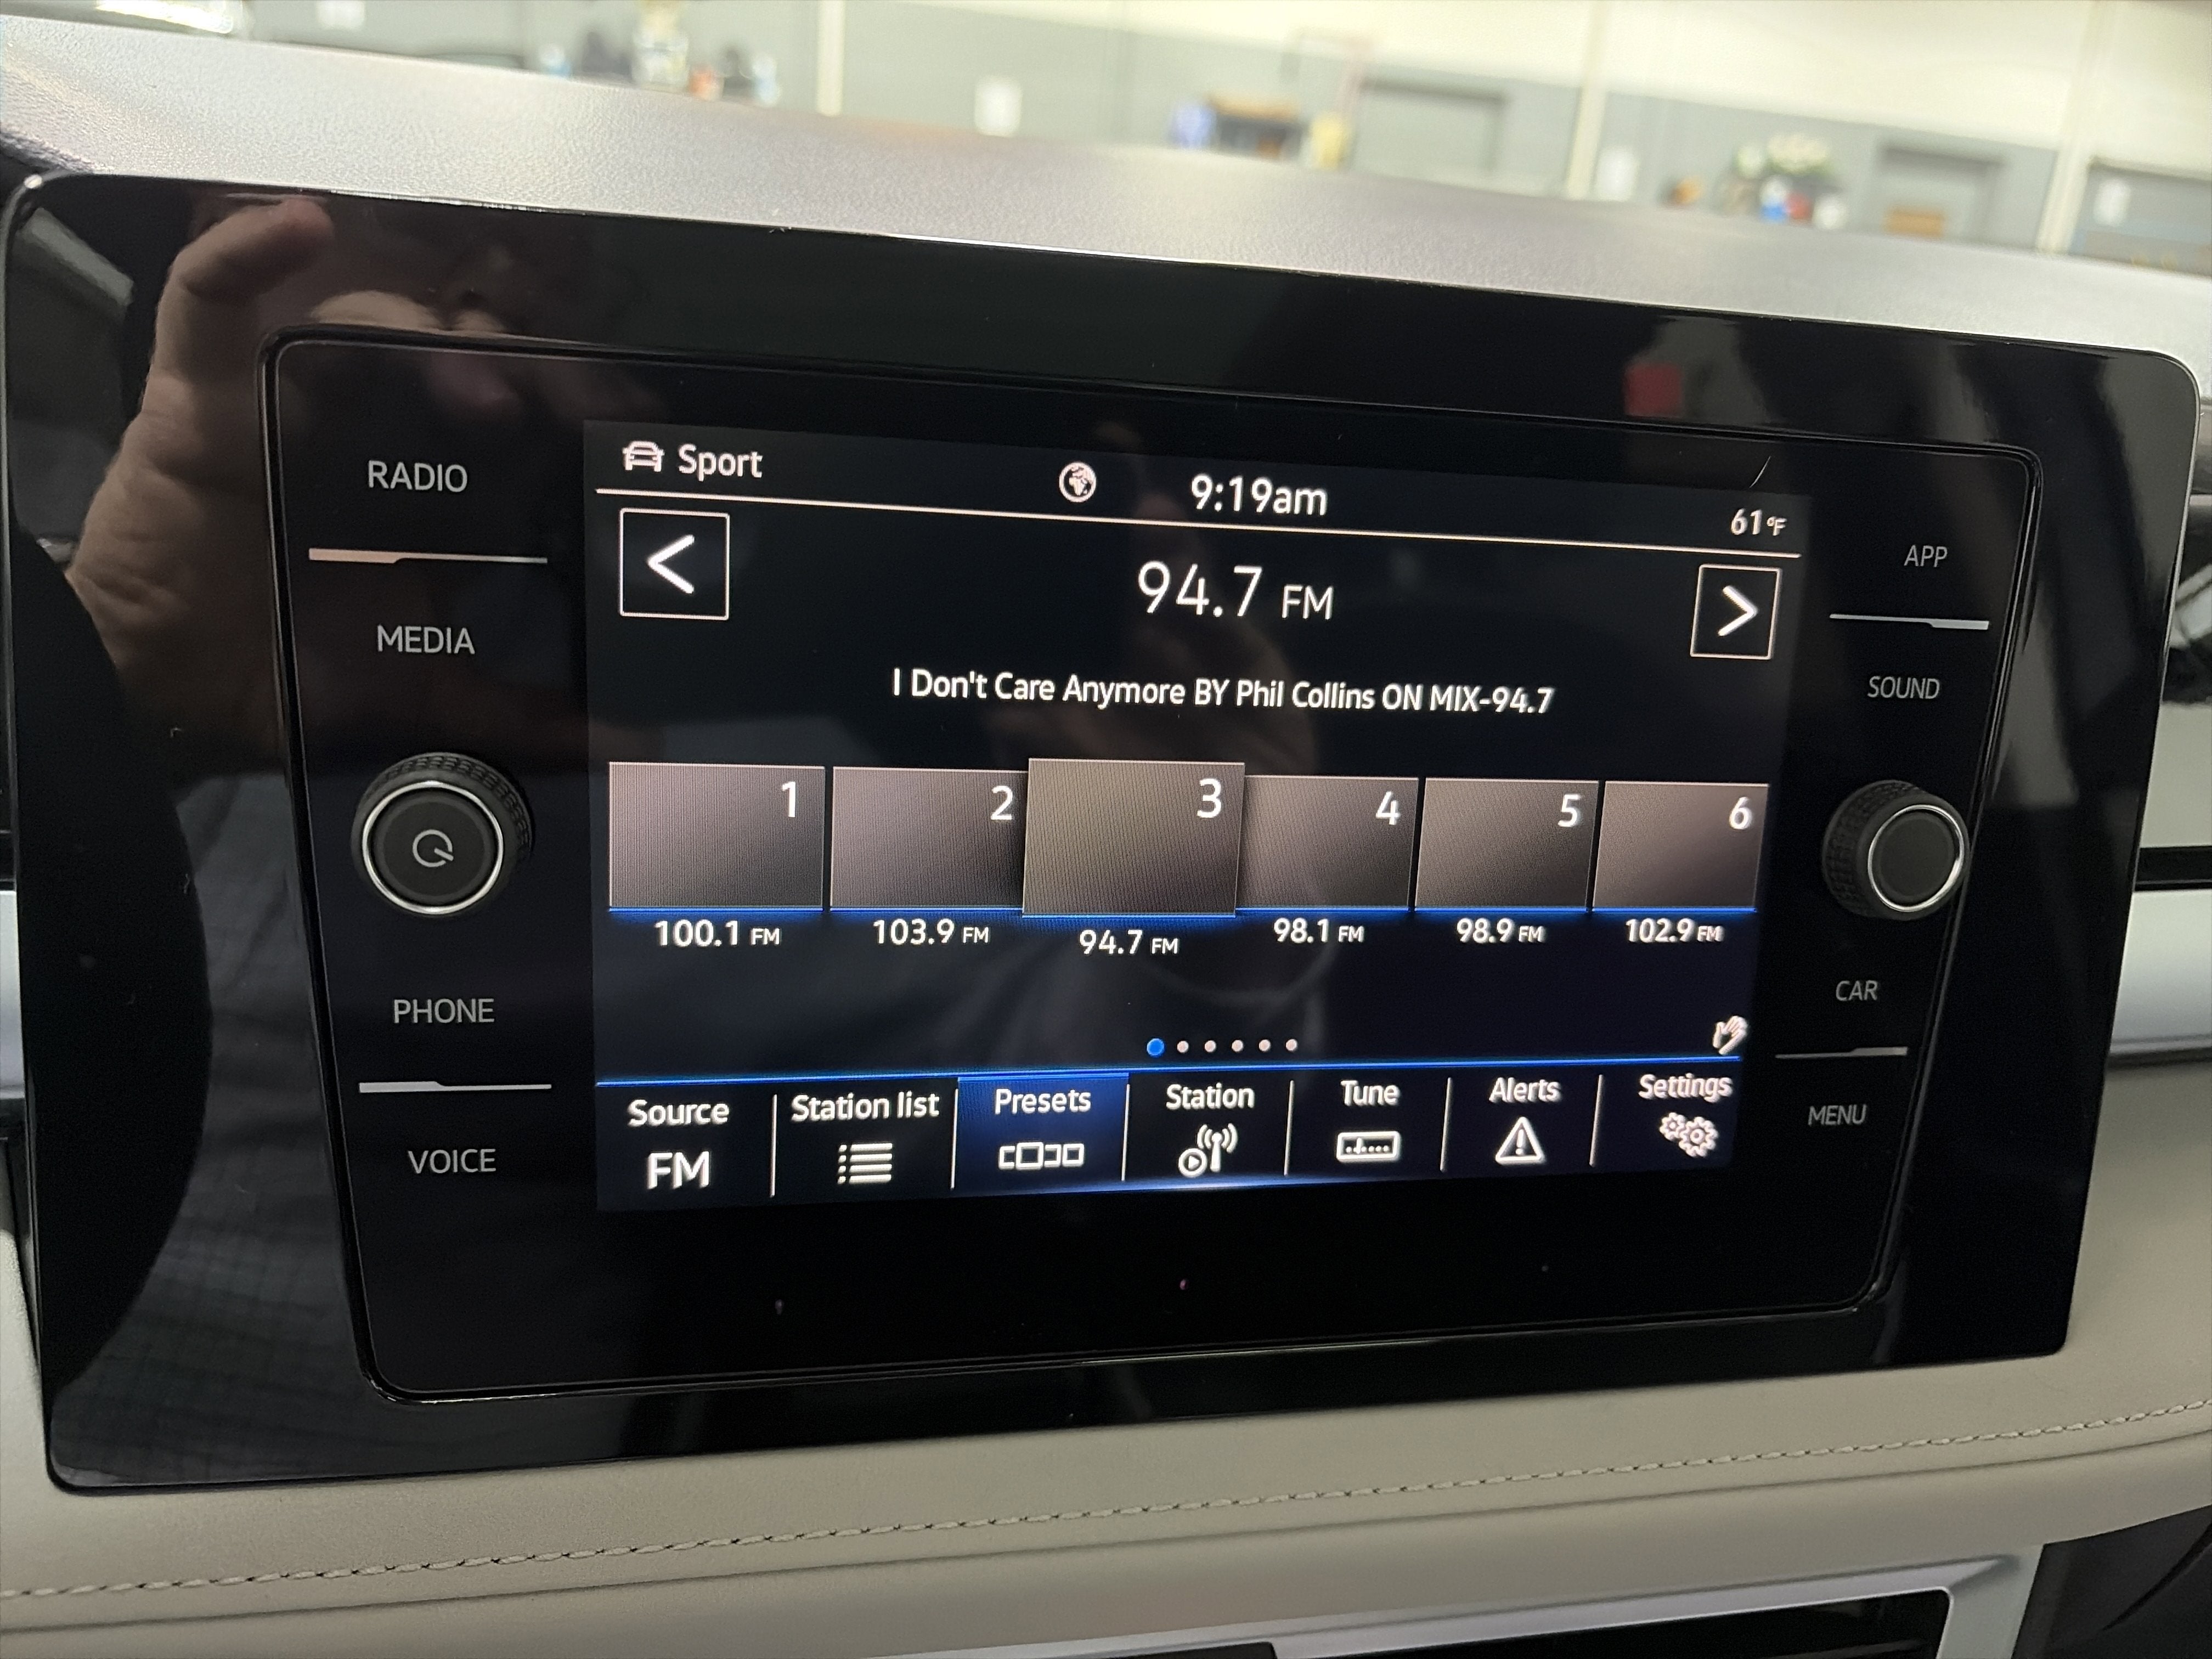 RADIO
MEDIA
PHONE
VOICE
Sport
9:19am
61°F
94.7 FM
I Don't Care Anymore BY Phil Collins ON MIX-94.7
1 2 3 4 5 6
100.1 FM 103.9 FM 94.7 FM 98.1 FM 98.9 FM 102.9 FM
Source Station list Presets Station Tune Alerts Settings
FM
APP
SOUND
CAR
MENU